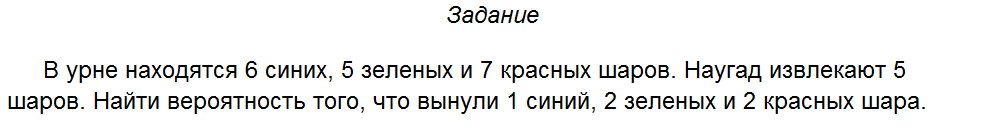 Задание
В урне находятся 6 синих, 5 зеленых и 7 красных шаров. Наугад извлекают 5
шаров. Найти вероятность того, что вынули 1 синий, 2 зеленых и 2 красных шара.